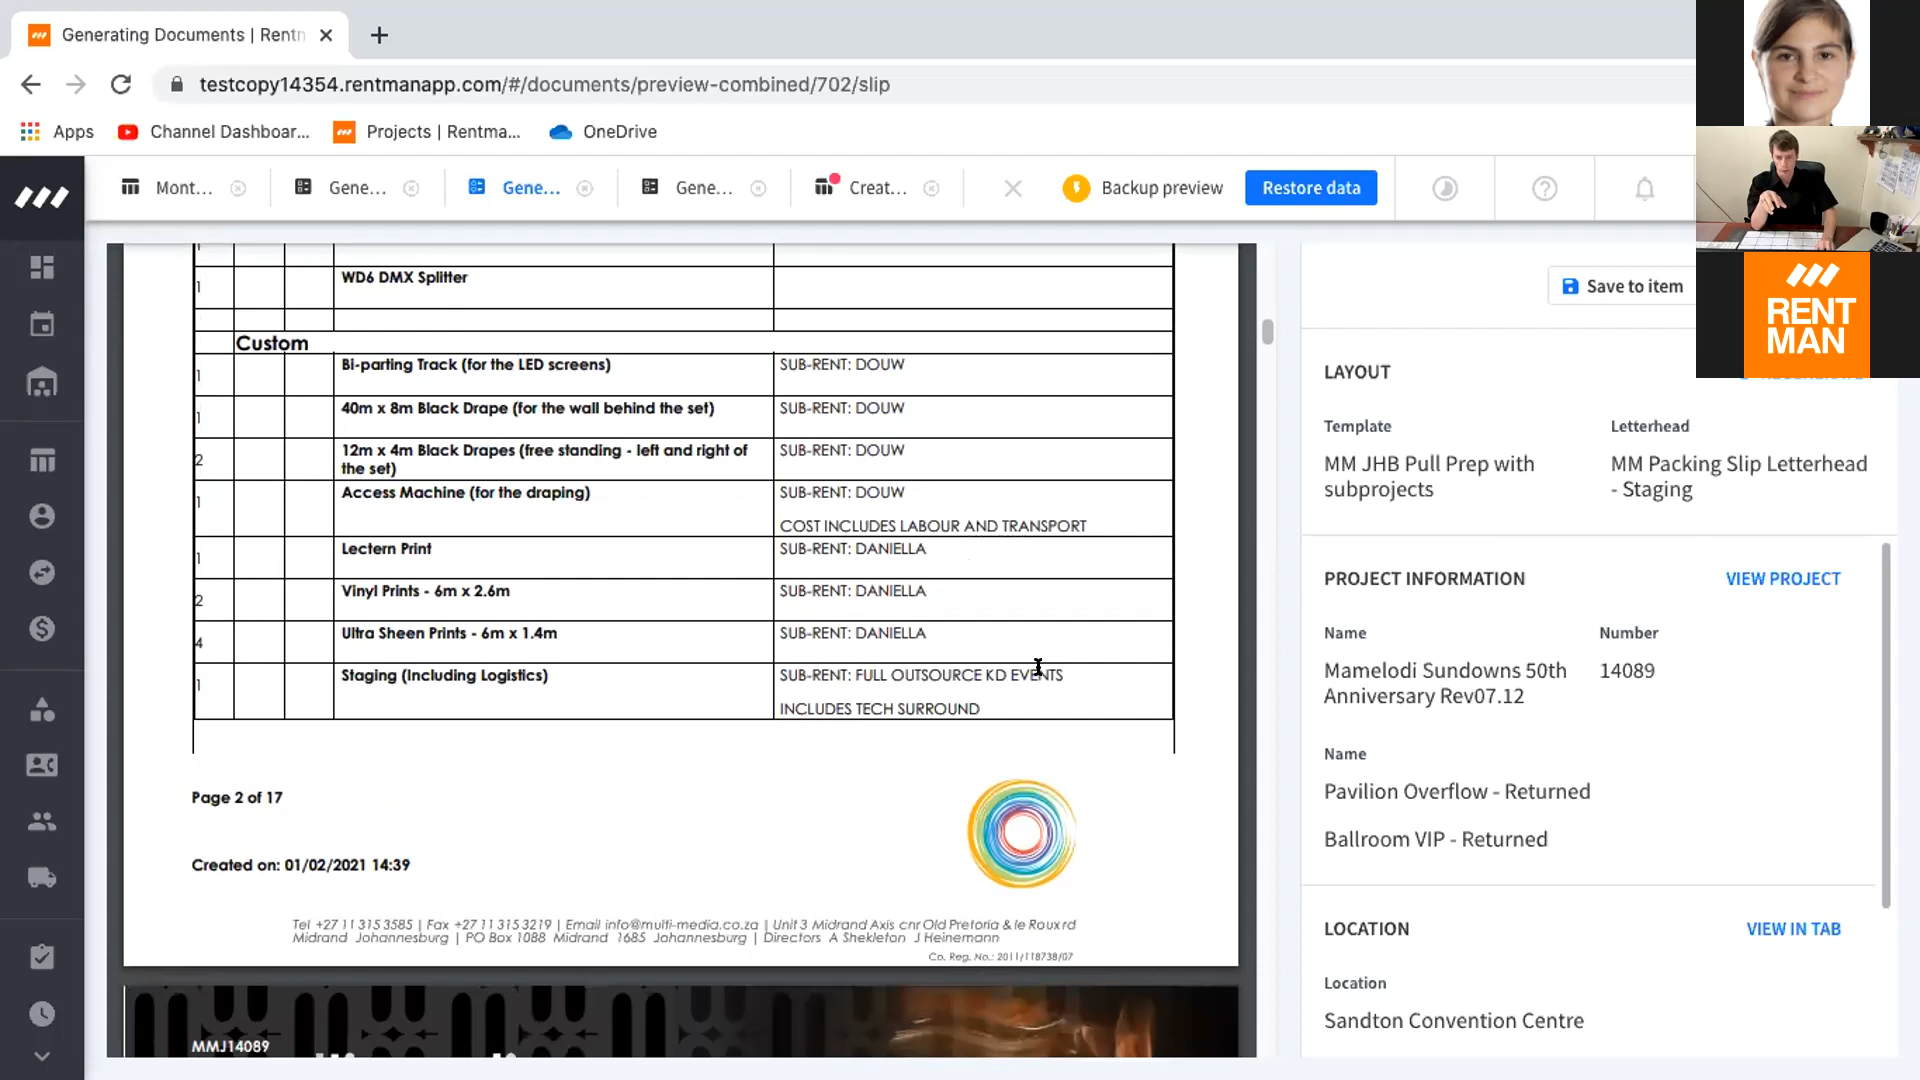 Generating Documents | Rentn
testcopy14354.rentmanapp.com/#/documents/preview-combined/702/slip
Apps
Channel Dashboar...
Projects | Rentma...
OneDrive
Mont...
Gene...
Gene...
Gene...
Creat...
Backup preview
Restore data
1
WD6 DMX Splitter
Custom
1
Bi-parting Track (for the LED screens)
SUB-RENT: DOUW
1
40m x 8m Black Drape (for the wall behind the set)
SUB-RENT: DOUW
2
12m x 4m Black Drapes (free standing - left and right of
the set)
SUB-RENT: DOUW
1
Access Machine (for the draping)
SUB-RENT: DOUW
COST INCLUDES LABOUR AND TRANSPORT
1
Lectern Print
SUB-RENT: DANIELLA
2
Vinyl Prints - 6m x 2.6m
SUB-RENT: DANIELLA
4
Ultra Sheen Prints - 6m x 1.4m
SUB-RENT: DANIELLA
1
Staging (Including Logistics)
SUB-RENT: FULL OUTSOURCE KD EVENTS
INCLUDES TECH SURROUND
Page 2 of 17
Created on: 01/02/2021 14:39
Tel +27 11 315 3585 | Fax +27 11 315 3219 | Email info@multi-media.co.za | Unit 3 Midrand Axis cnr Old Pretoria & le Roux rd
Midrand Johannesburg | PO Box 1088 Midrand 1685 Johannesburg | Directors A Shekleton J Heinemann
Co. Reg. No.: 2011/118738/07
MMJ14089
Save to item
LAYOUT
Template
Letterhead
MM JHB Pull Prep with
subprojects
MM Packing Slip Letterhead
- Staging
PROJECT INFORMATION
VIEW PROJECT
Name
Number
Mamelodi Sundowns 50th
Anniversary Rev07.12
14089
Name
Pavilion Overflow - Returned
Ballroom VIP - Returned
LOCATION
VIEW IN TAB
Location
Sandton Convention Centre
RENT
MAN